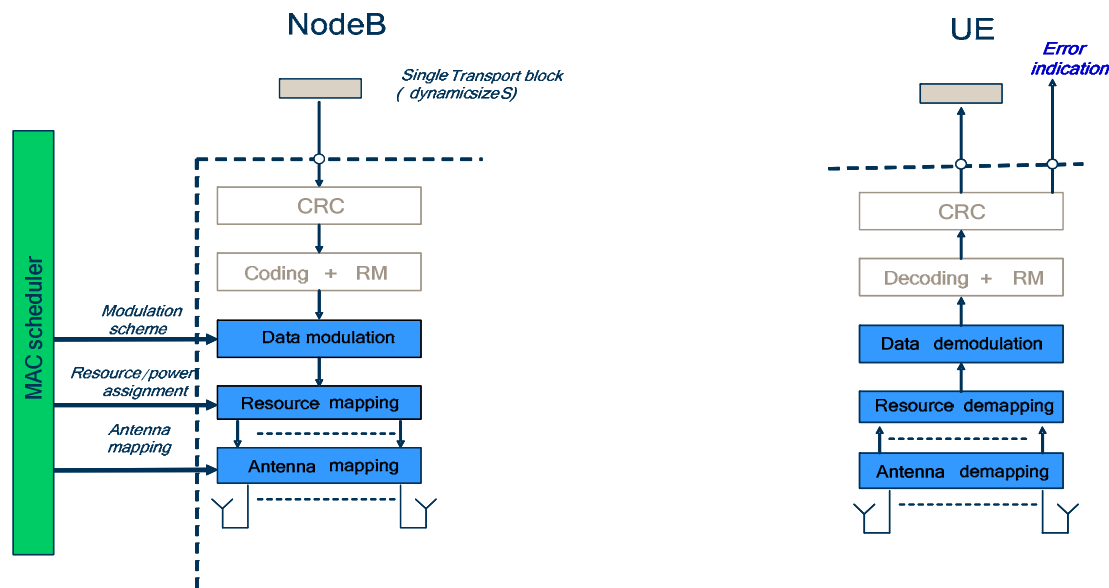 NodeB
UE
Single Transport block
( dynamicsize S)
Error
indication
CRC
Coding + RM
Data modulation
Resource mapping
Antenna mapping
MAC scheduler
Modulation
scheme
Resource/power
assignment
Antenna
mapping
CRC
Decoding + RM
Data demodulation
Resource demapping
Antenna demapping